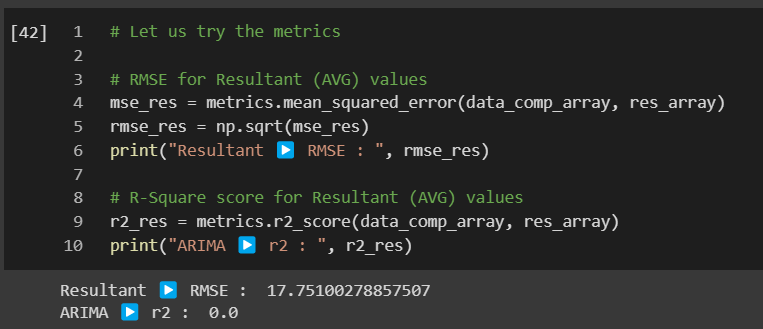 [42] 1 # Let us try the metrics
2
3 # RMSE for Resultant (AVG) values
4 mse_res = metrics.mean_squared_error(data_comp_array, res_array)
5 rmse_res = np.sqrt(mse_res)
6 print("Resultant ▶️ RMSE : ", rmse_res)
7
8 # R-Square score for Resultant (AVG) values
9 r2_res = metrics.r2_score(data_comp_array, res_array)
10 print("ARIMA ▶️ r2 : ", r2_res)
Resultant ▶️ RMSE :  17.75100278857507
ARIMA ▶️ r2 :  0.0